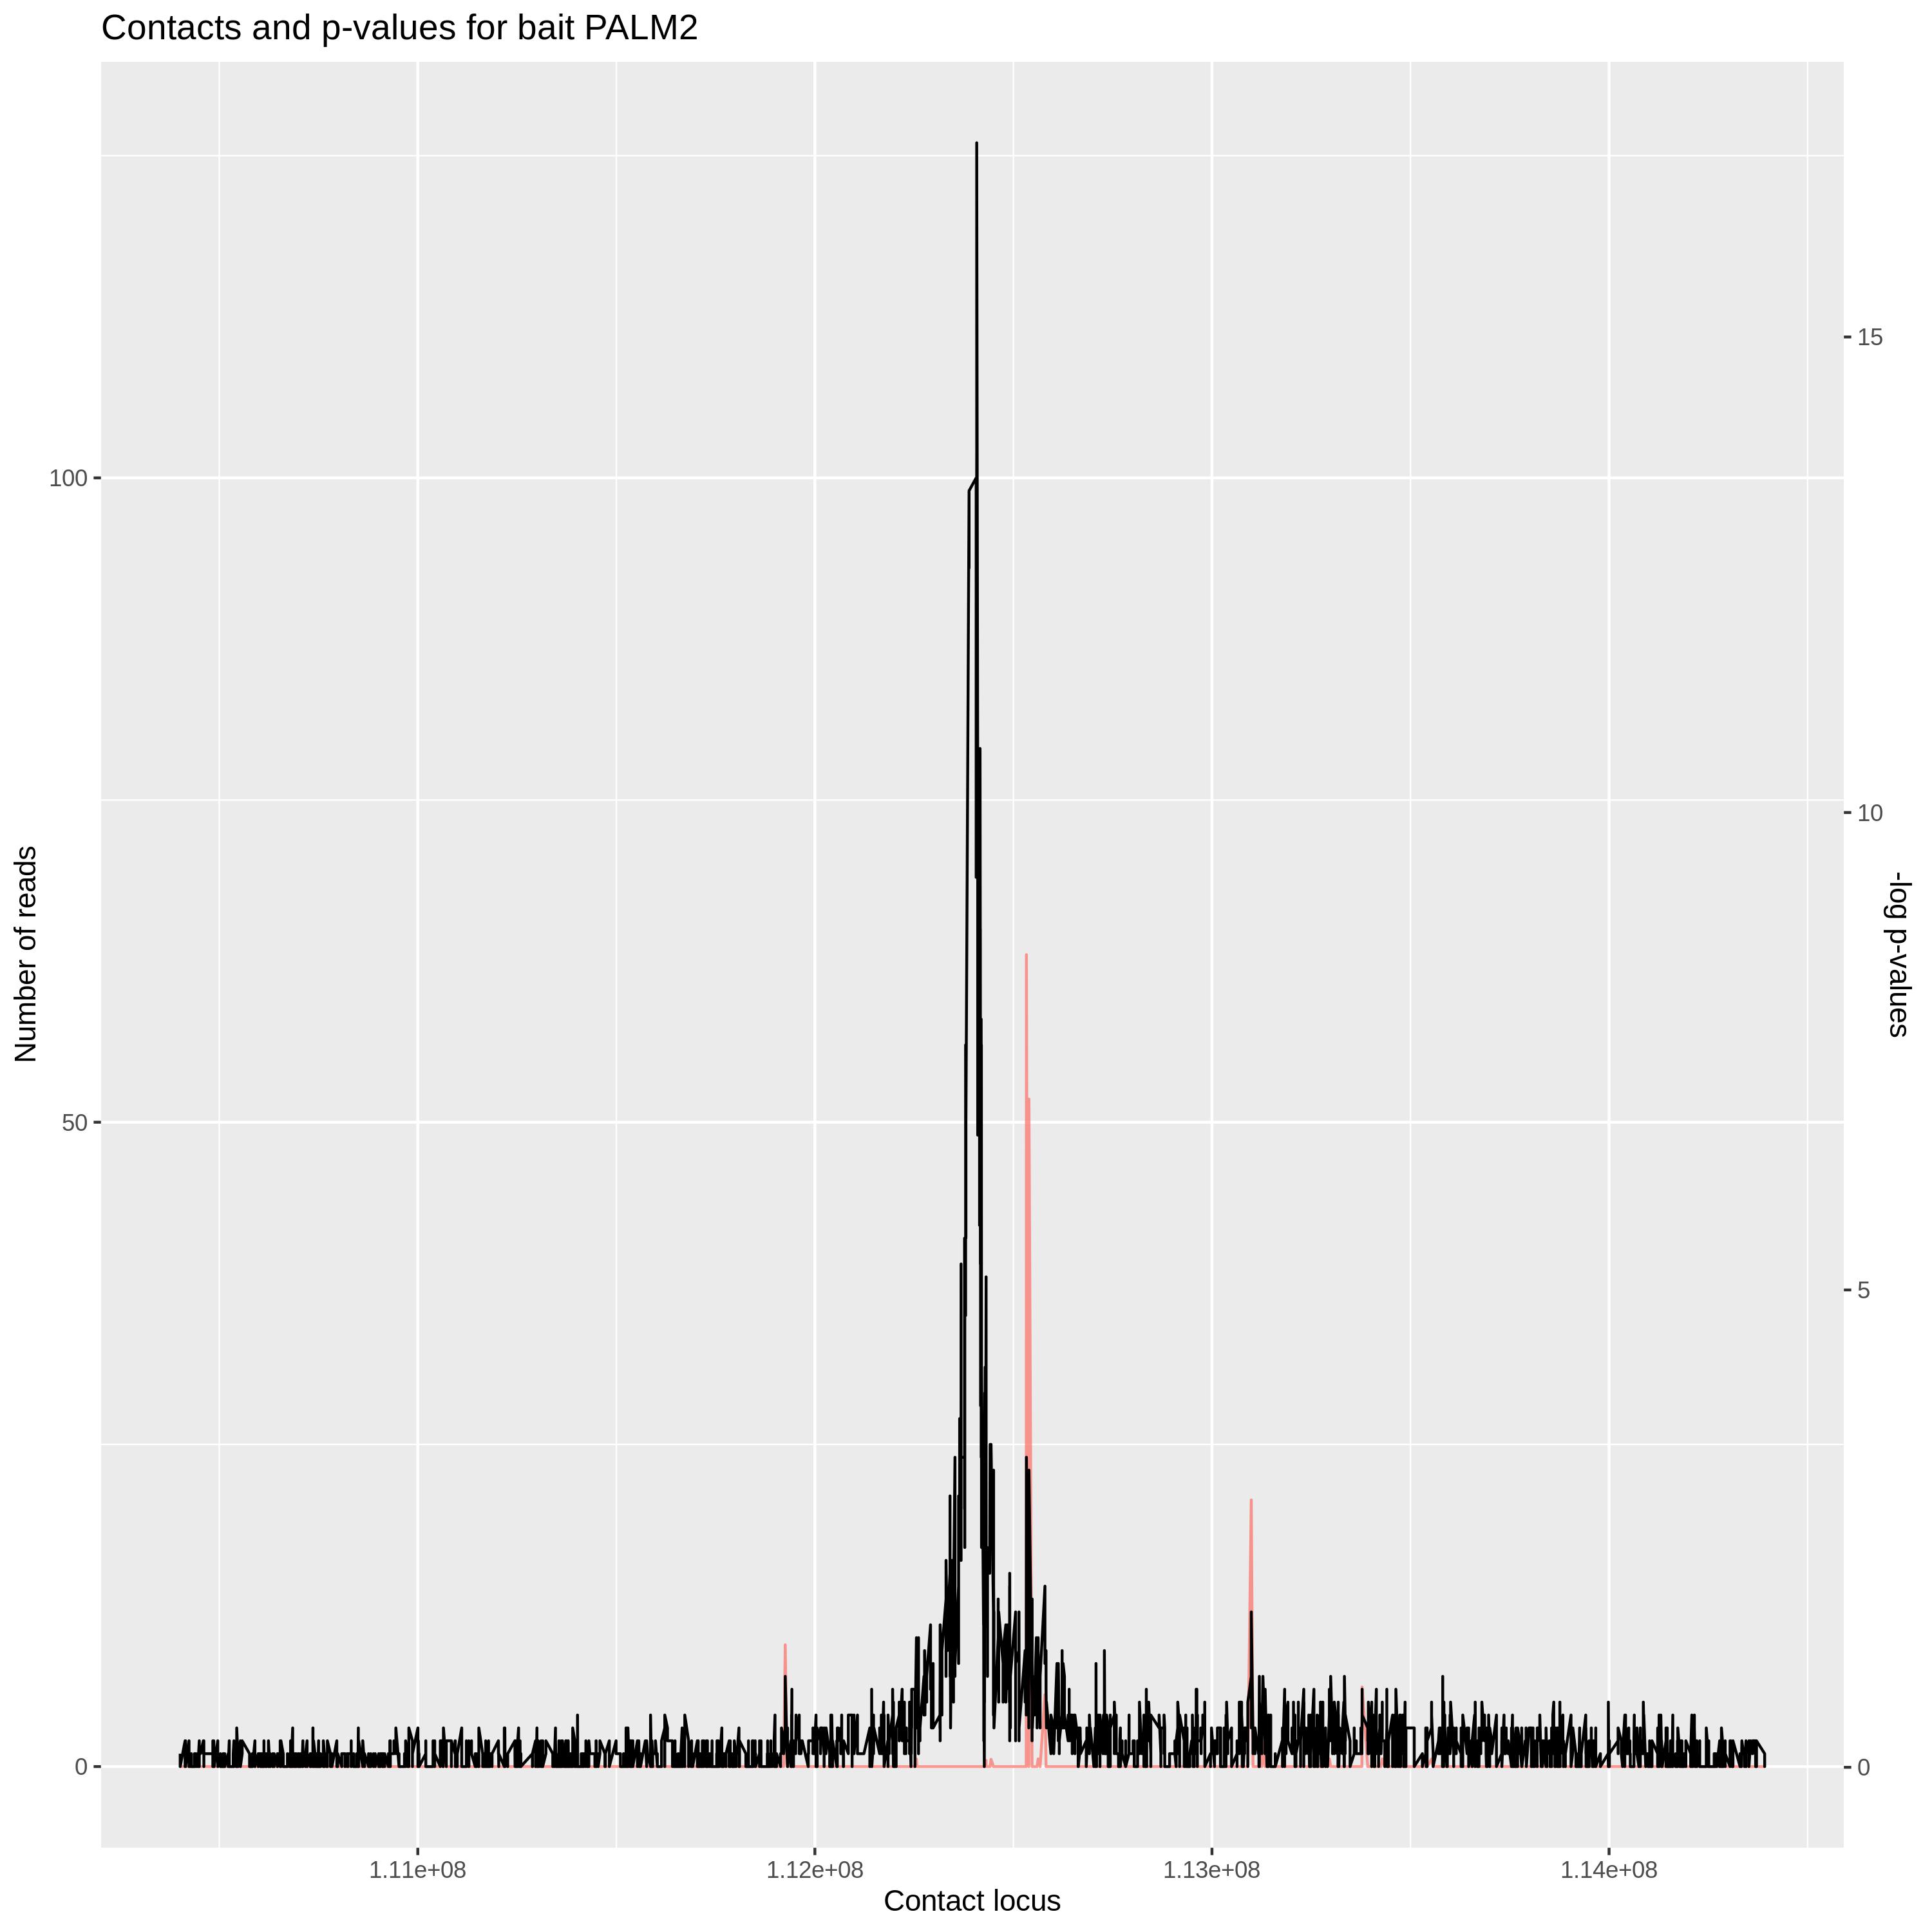 Contacts and p-values for bait PALM2
Number of reads
100
50
0
15
10
5
0
-log p-values
1.11e+08
1.12e+08
1.13e+08
1.14e+08
Contact locus